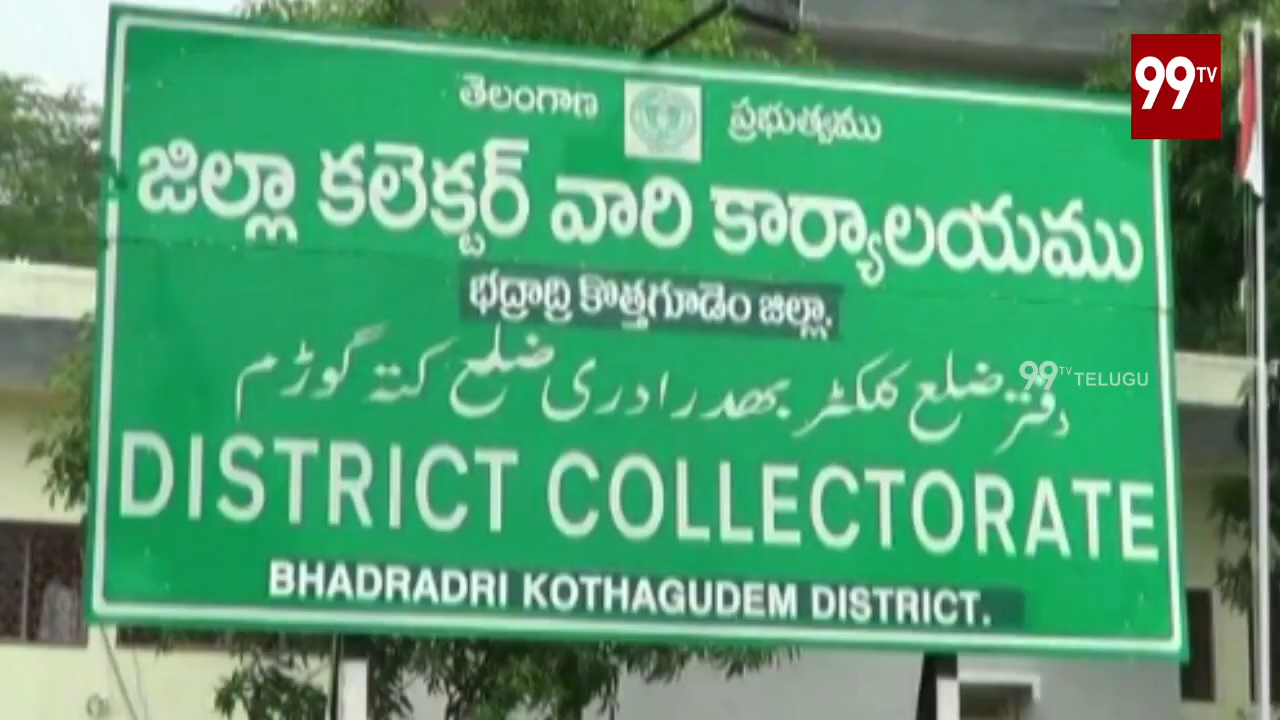 99 TV
తెలంగాణ ప్రభుత్వము
జిల్లా కలెక్టర్ వారి కార్యాలయము
భద్రాద్రి కొత్తగూడెం జిల్లా.
دفتر ضلع کلکٹر بھدرادری ضلع کتہ گوڑم
99 TV TELUGU
DISTRICT COLLECTORATE
BHADRADRI KOTHAGUDEM DISTRICT.